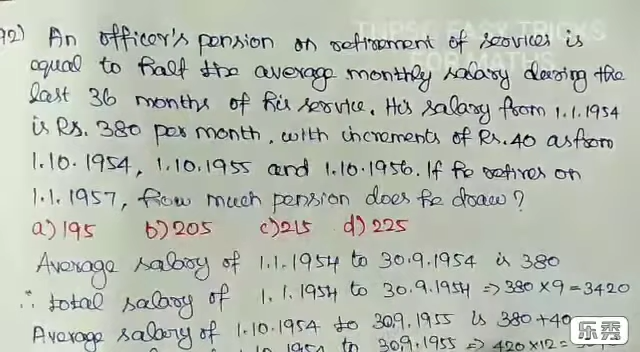 92) An officer's pension on retirement of services is
equal to half the average monthly salary during the
last 36 months of his service. His salary from 1.1.1954
is Rs. 380 per month, with increments of Rs. 40 as from
1.10.1954, 1.10.1955 and 1.10.1956. If he retires on
1.1.1957, how much pension does he draw?
a) 195 b) 205 c) 215 d) 225
Average salary of 1.1.1954 to 30.9.1954 is 380
∴ total salary of 1.1.1954 to 30.9.1954 ⇒ 380 × 9 = 3420
Average salary of 1.10.1954 to 30.9.1955 is 380+40
1954 to 30.9.1955 ⇒ 420×12 =
乐秀